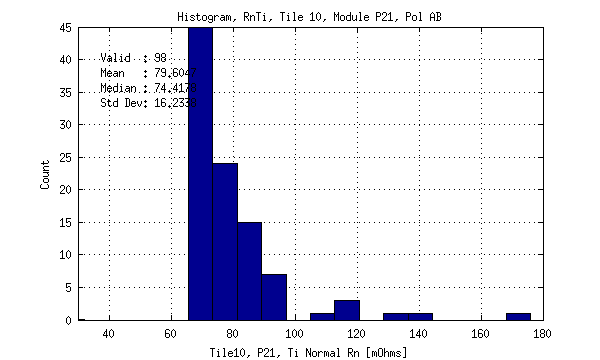 Histogram, RnTi, Tile 10, Module P21, Pol AB
45
40
35
30
25
20
15
10
5
0
Valid : 98
Mean : 79.604
Median : 74.417
Std Dev: 16.233
Count
40 60 80 100 120 140 160 180
Tile10, P21, Ti Normal Rn [mOhms]